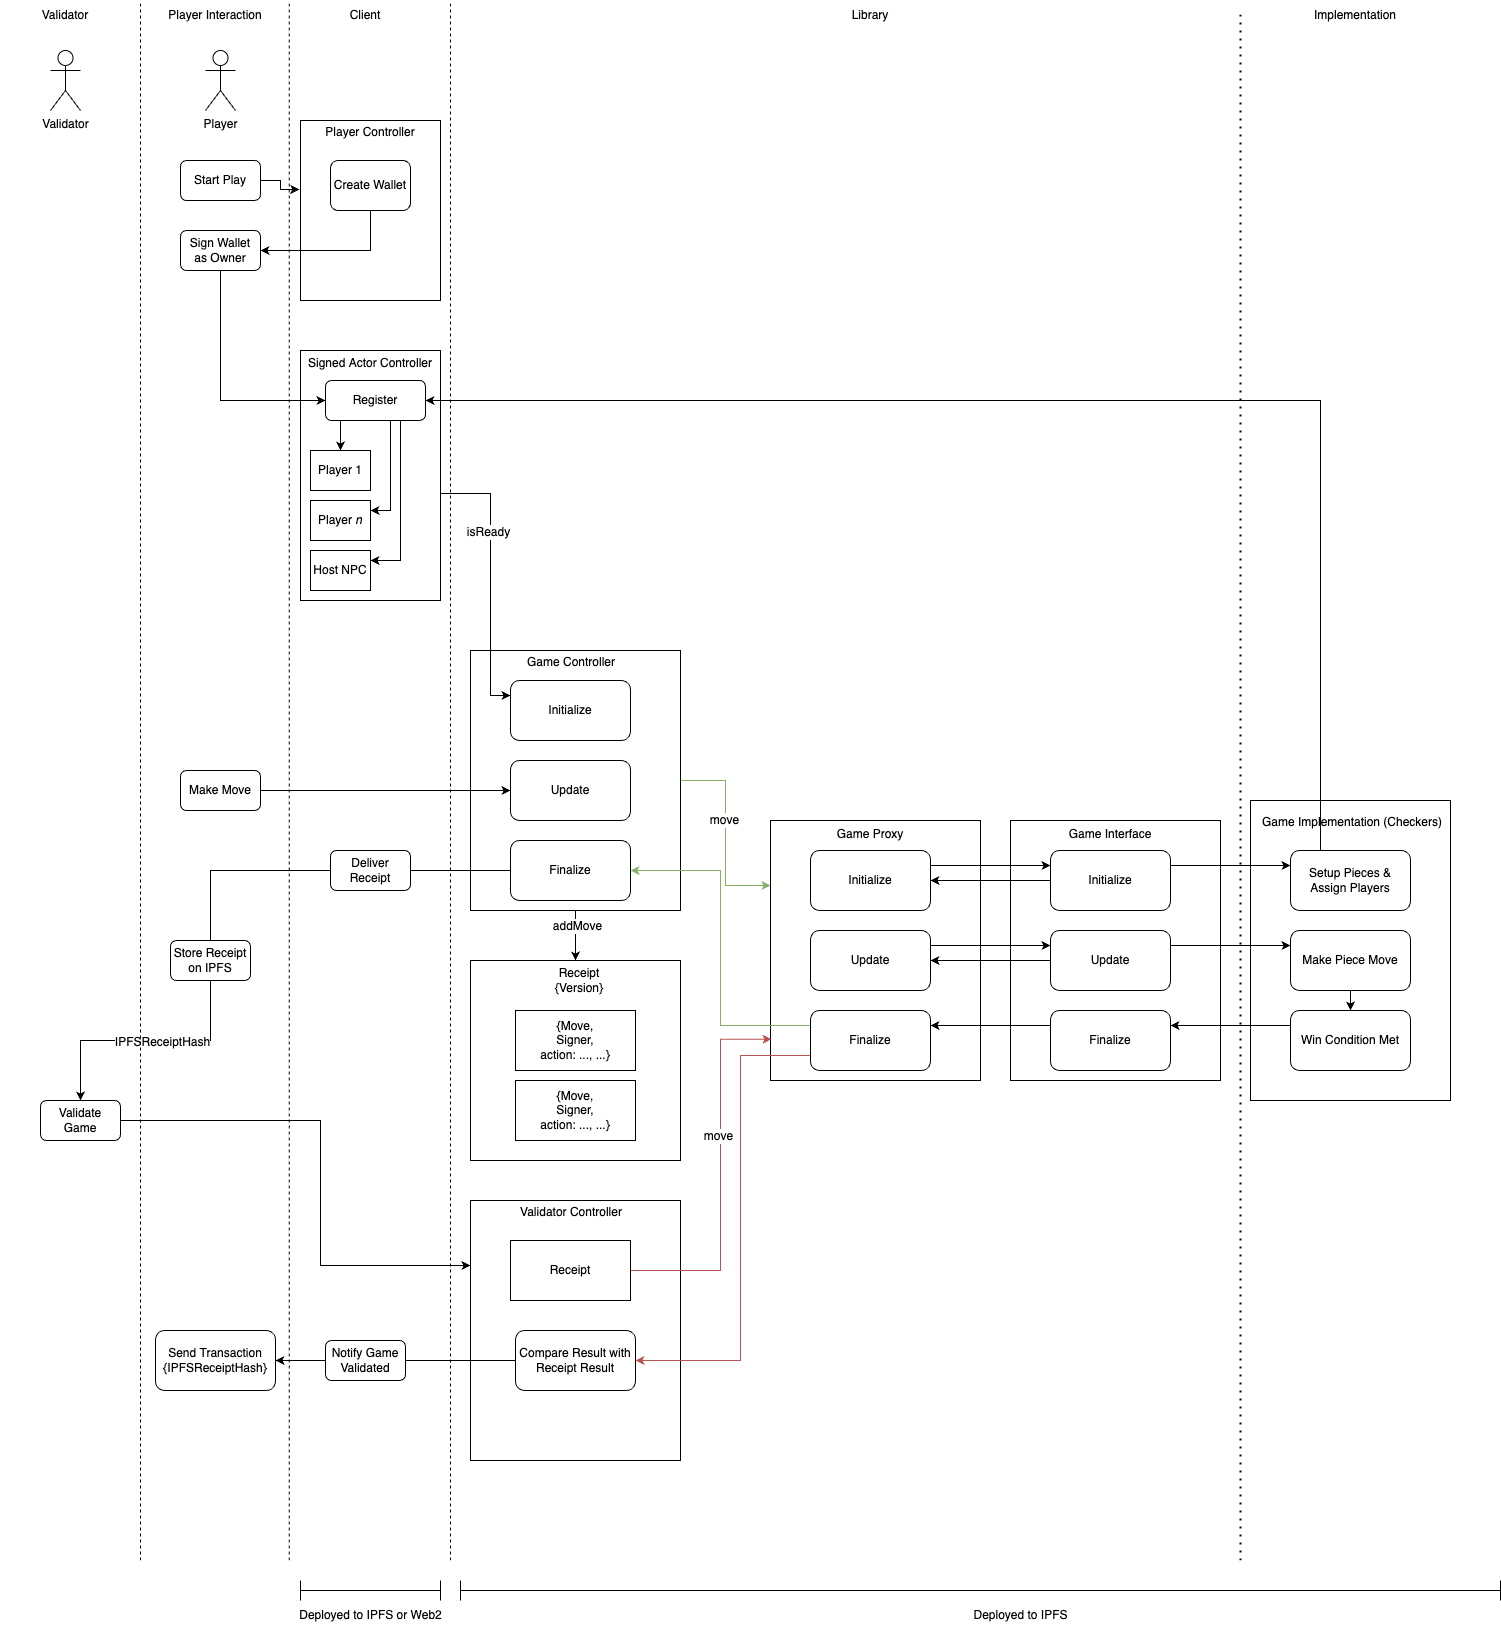 Validator
Player Interaction
Client
Library
Implementation
Validator
Player
Player Controller
Start Play
Create Wallet
Sign Wallet
as Owner
Signed Actor Controller
Register
Player 1
Player n
Host NPC
isReady
Game Controller
Initialize
Make Move
Update
move
Deliver
Receipt
Finalize
Game Proxy
Initialize
Update
Finalize
Game Interface
Initialize
Update
Finalize
Game Implementation (Checkers)
Setup Pieces &
Assign Players
Make Piece Move
Win Condition Met
addMove
Store Receipt
on IPFS
Receipt
{Version}
{Move,
Signer,
action: ..., ...}
{Move,
Signer,
action: ..., ...}
IPFSReceiptHash
Validate
Game
move
Validator Controller
Receipt
Send Transaction
{IPFSReceiptHash}
Notify Game
Validated
Compare Result with
Receipt Result
Deployed to IPFS or Web2
Deployed to IPFS